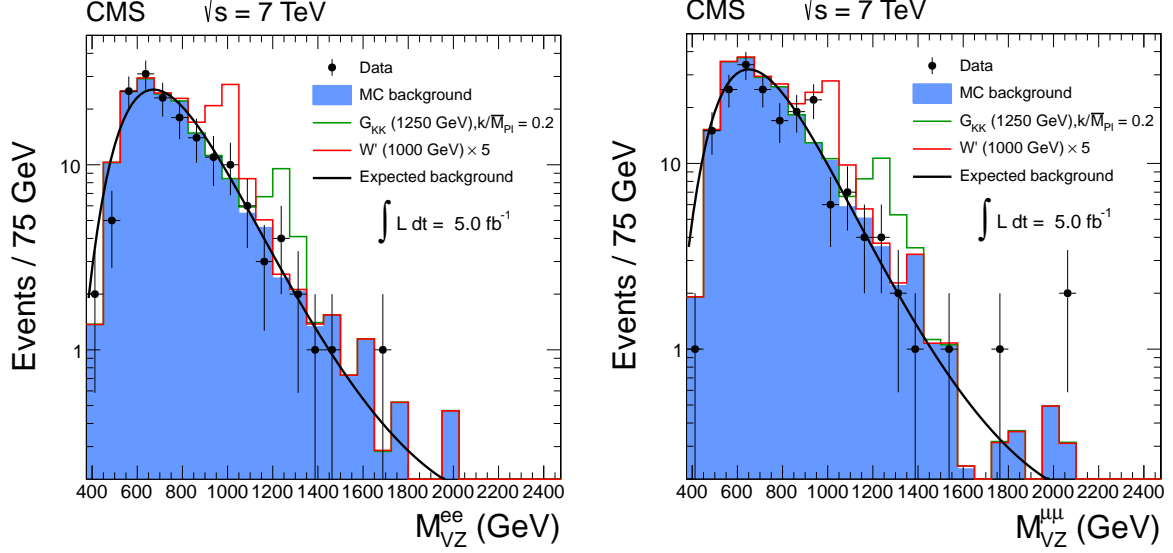 CMS √s = 7 TeV
Events / 75 GeV
10
1
Data
MC background
G_KK (1250 GeV),k/M̅_Pl = 0.2
W' (1000 GeV) × 5
Expected background
∫ L dt = 5.0 fb⁻¹
400 600 800 1000 1200 1400 1600 1800 2000 2200 2400
M_VZ^ee (GeV)
CMS √s = 7 TeV
Events / 75 GeV
10
1
Data
MC background
G_KK (1250 GeV),k/M̅_Pl = 0.2
W' (1000 GeV) × 5
Expected background
∫ L dt = 5.0 fb⁻¹
400 600 800 1000 1200 1400 1600 1800 2000 2200 2400
M_VZ^μμ (GeV)